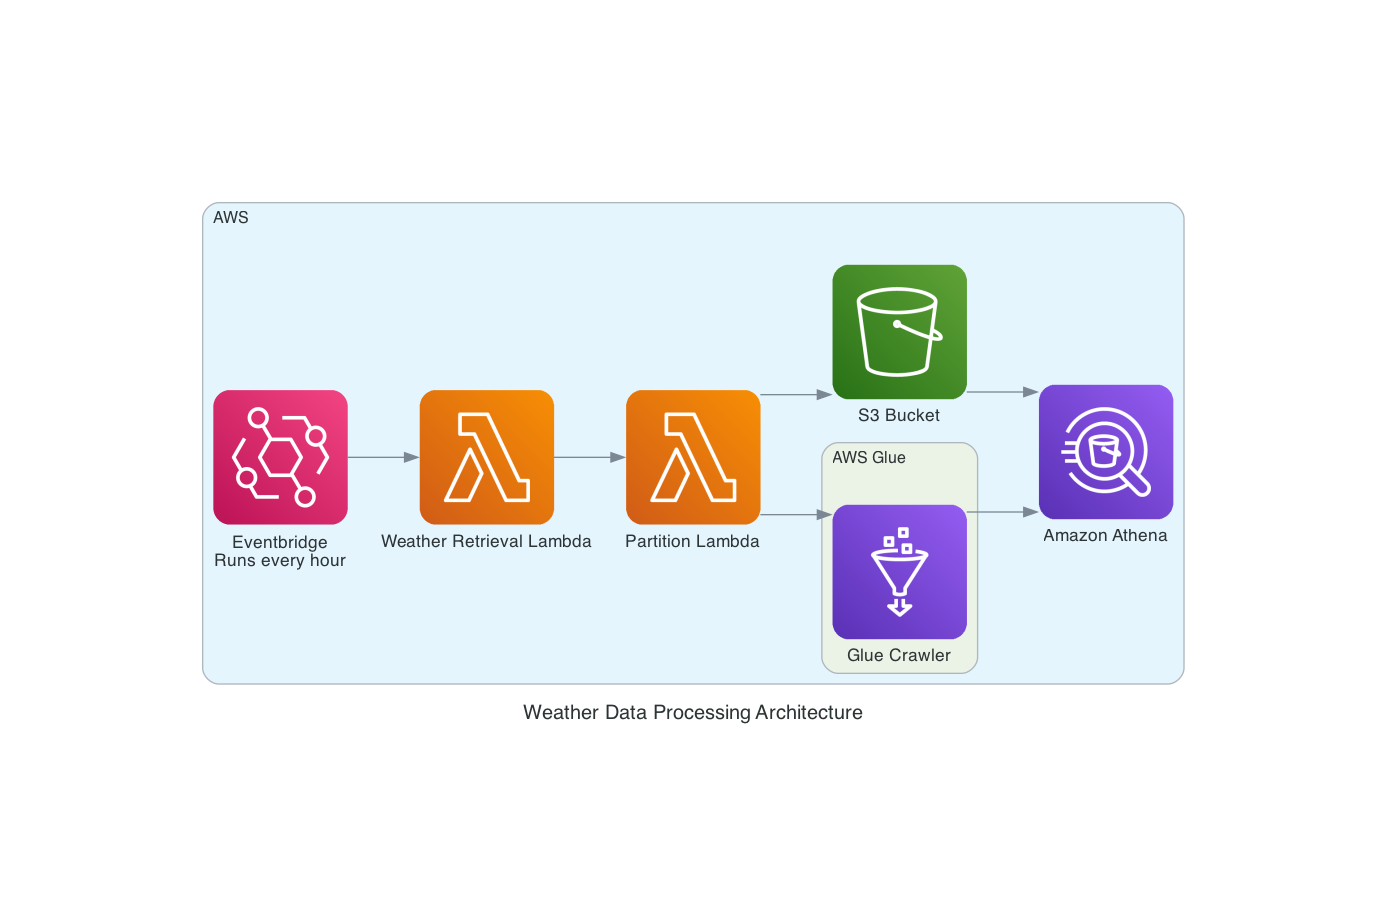 AWS
S3 Bucket
AWS Glue
Eventbridge
Runs every hour
Weather Retrieval Lambda
Partition Lambda
Amazon Athena
Glue Crawler
Weather Data Processing Architecture